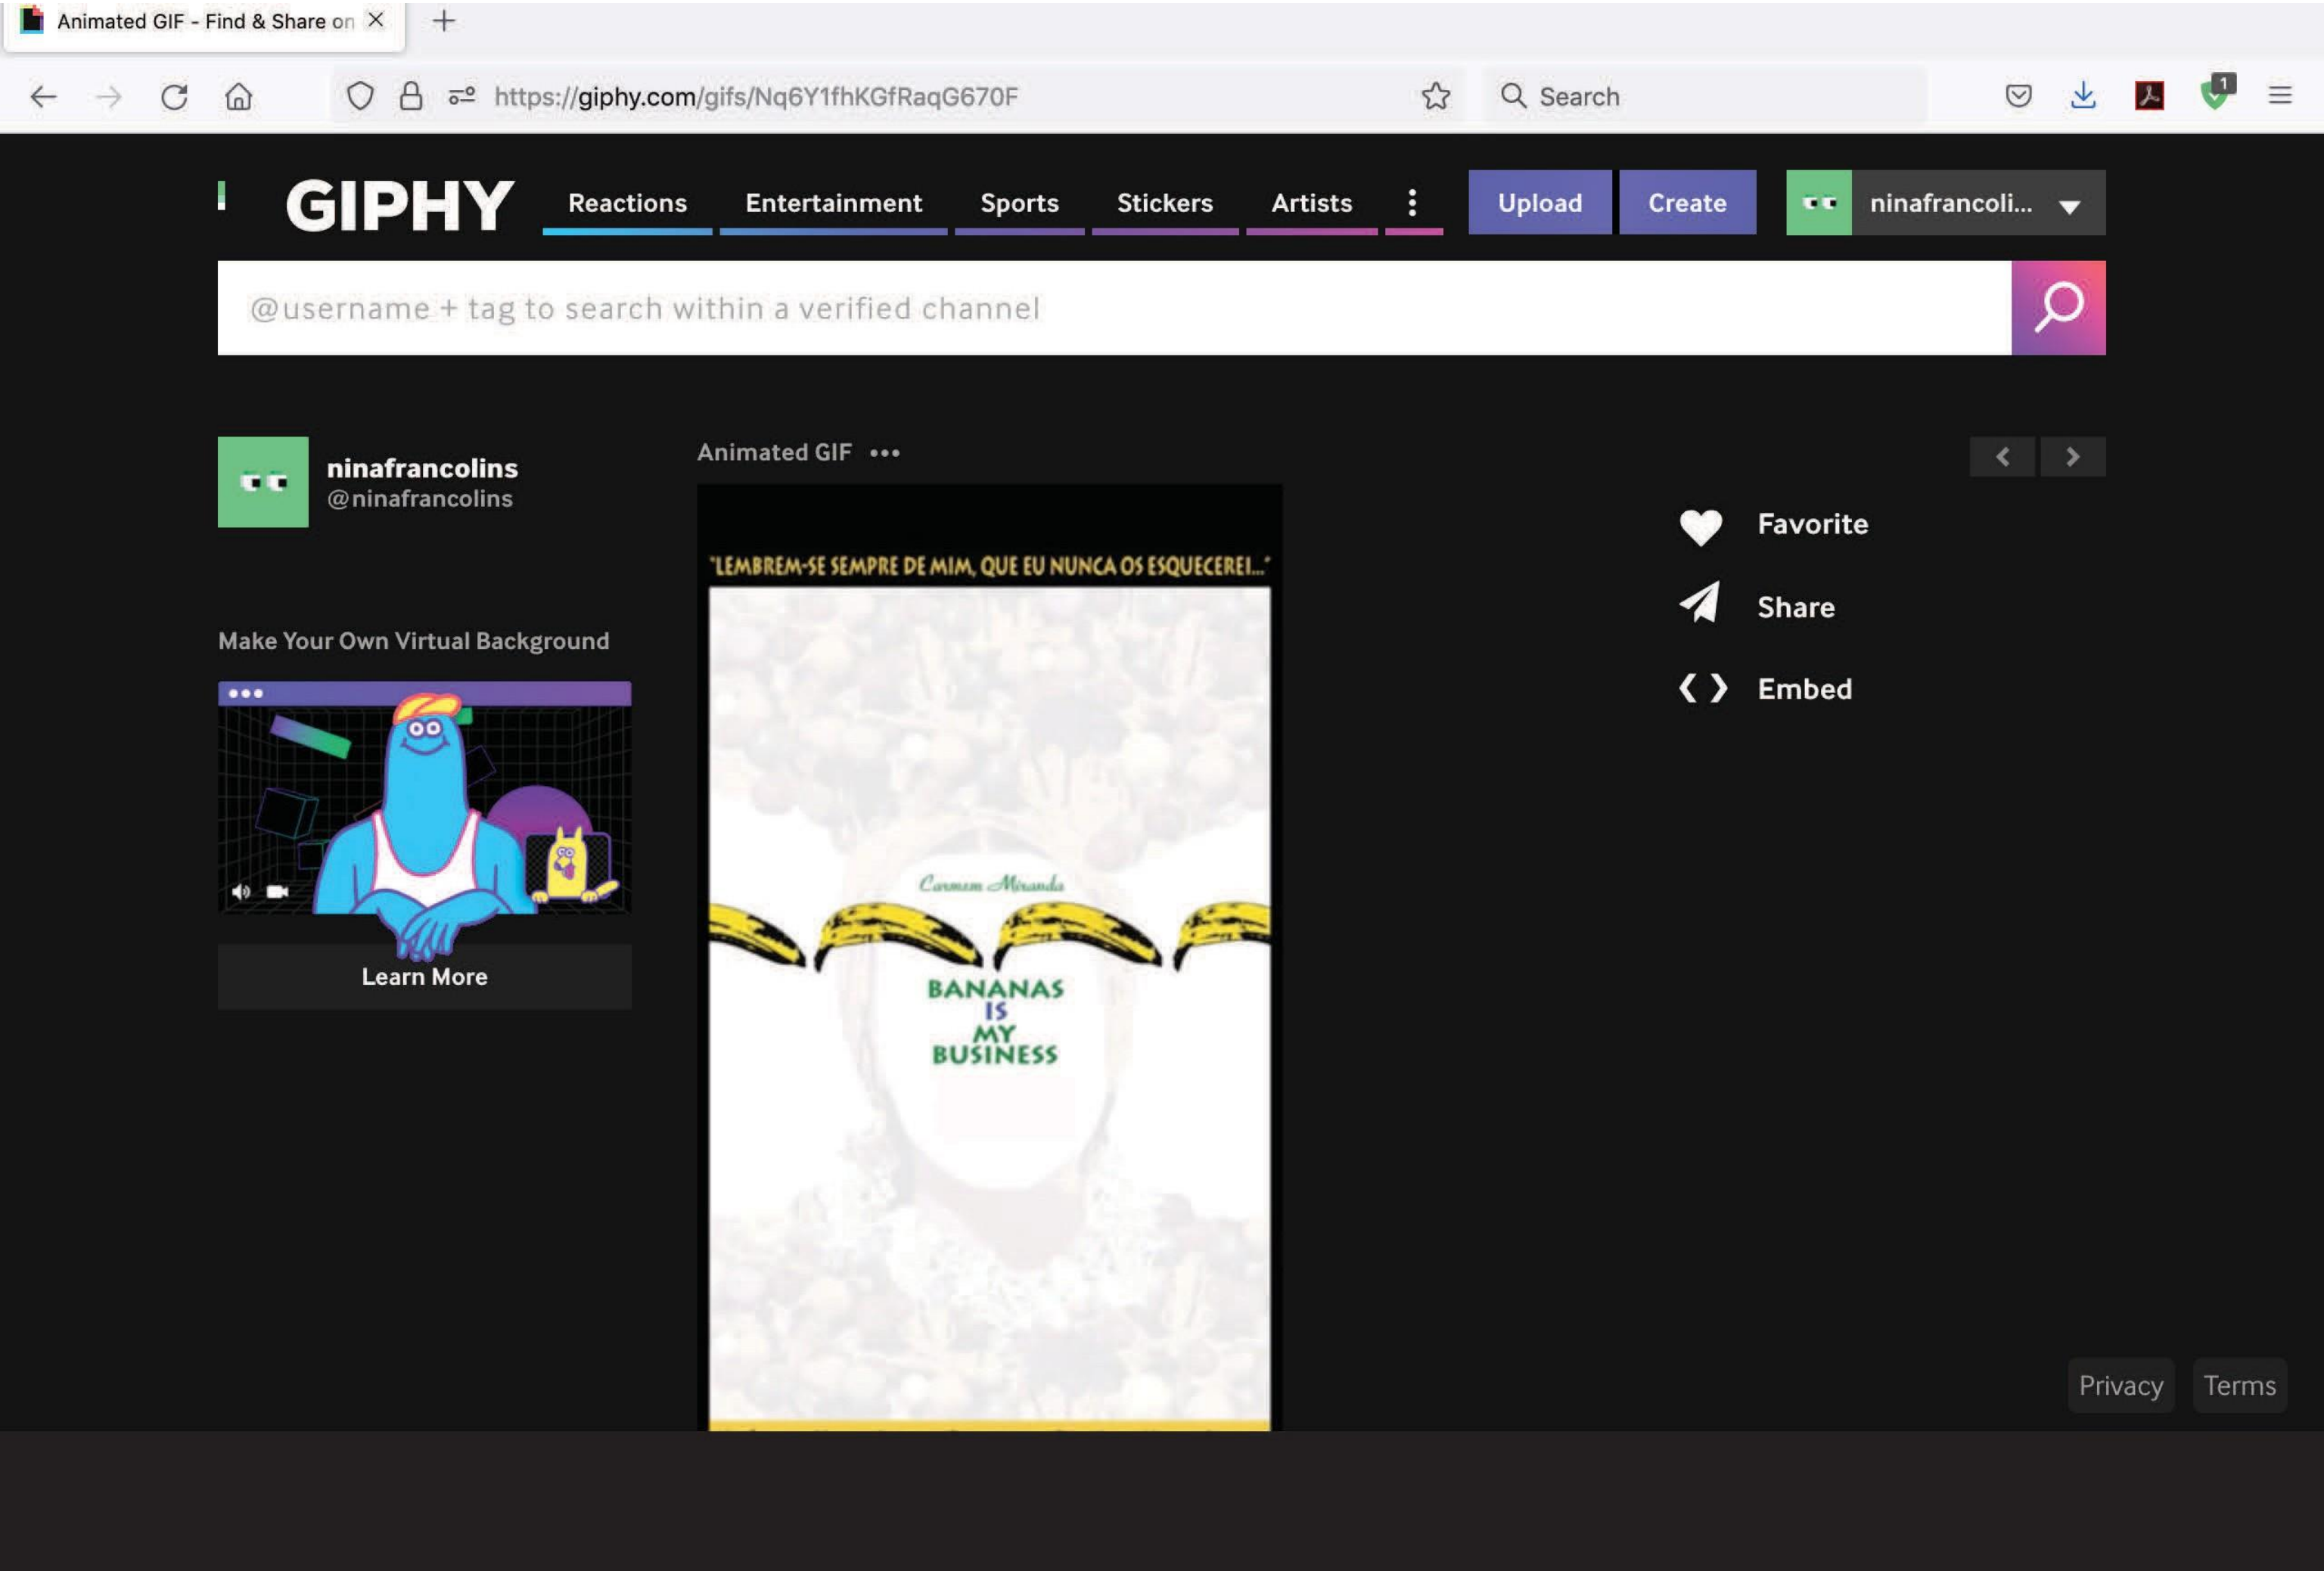 Animated GIF - Find & Share on
https://giphy.com/gifs/Nq6Y1fhKGfRaqG670F
Search
1
GIPHY
Reactions
Entertainment
Sports
Stickers
Artists
Upload
Create
ninafrancoli...
@username + tag to search within a verified channel
ninafrancolins
@ninafrancolins
Make Your Own Virtual Background
Learn More
Animated GIF
"LEMBREM-SE SEMPRE DE MIM, QUE EU NUNCA OS ESQUECEREI..."
Carmem Miranda
BANANAS
IS
MY
BUSINESS
Favorite
Share
Embed
Privacy
Terms